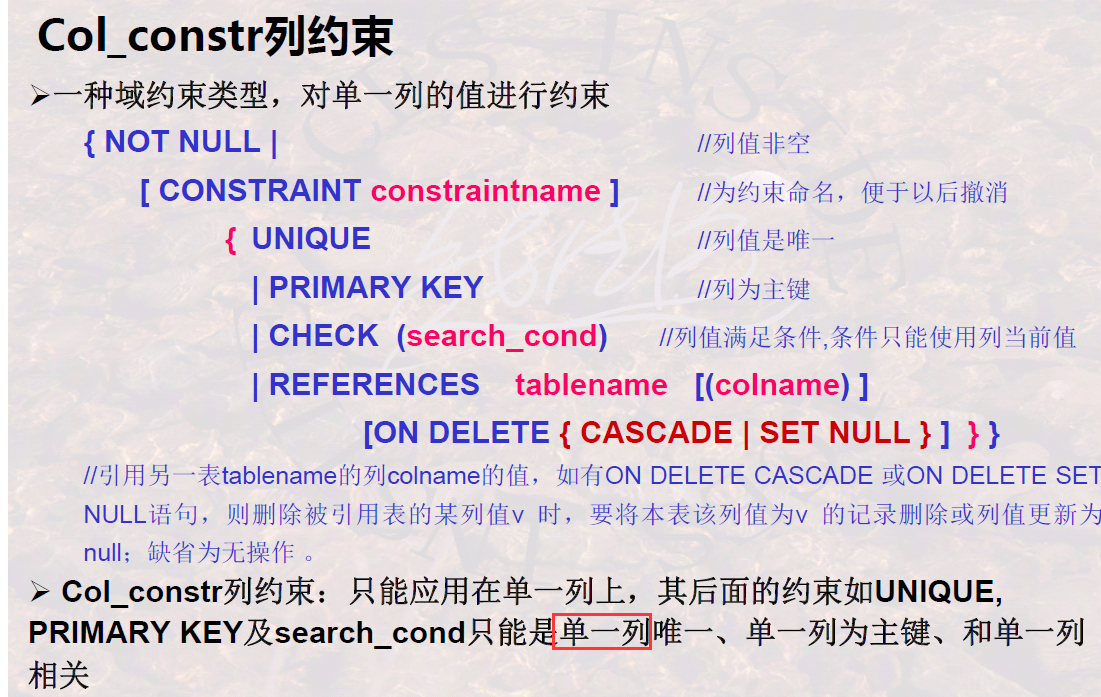 Col_constr列约束
➢一种域约束类型，对单一列的值进行约束
{ NOT NULL | //列值非空
[ CONSTRAINT constraintname ] //为约束命名，便于以后撤消
{ UNIQUE //列值是唯一
| PRIMARY KEY //列为主键
| CHECK (search_cond) //列值满足条件,条件只能使用列当前值
| REFERENCES tablename [(colname) ]
[ON DELETE { CASCADE | SET NULL } ] } }
//引用另一表tablename的列colname的值，如有ON DELETE CASCADE 或ON DELETE SET
NULL语句，则删除被引用表的某列值v 时，要将本表该列值为v 的记录删除或列值更新为
null；缺省为无操作 。
➢ Col_constr列约束：只能应用在单一列上，其后面的约束如UNIQUE,
PRIMARY KEY及search_cond只能是单一列唯一、单一列为主键、和单一列
相关